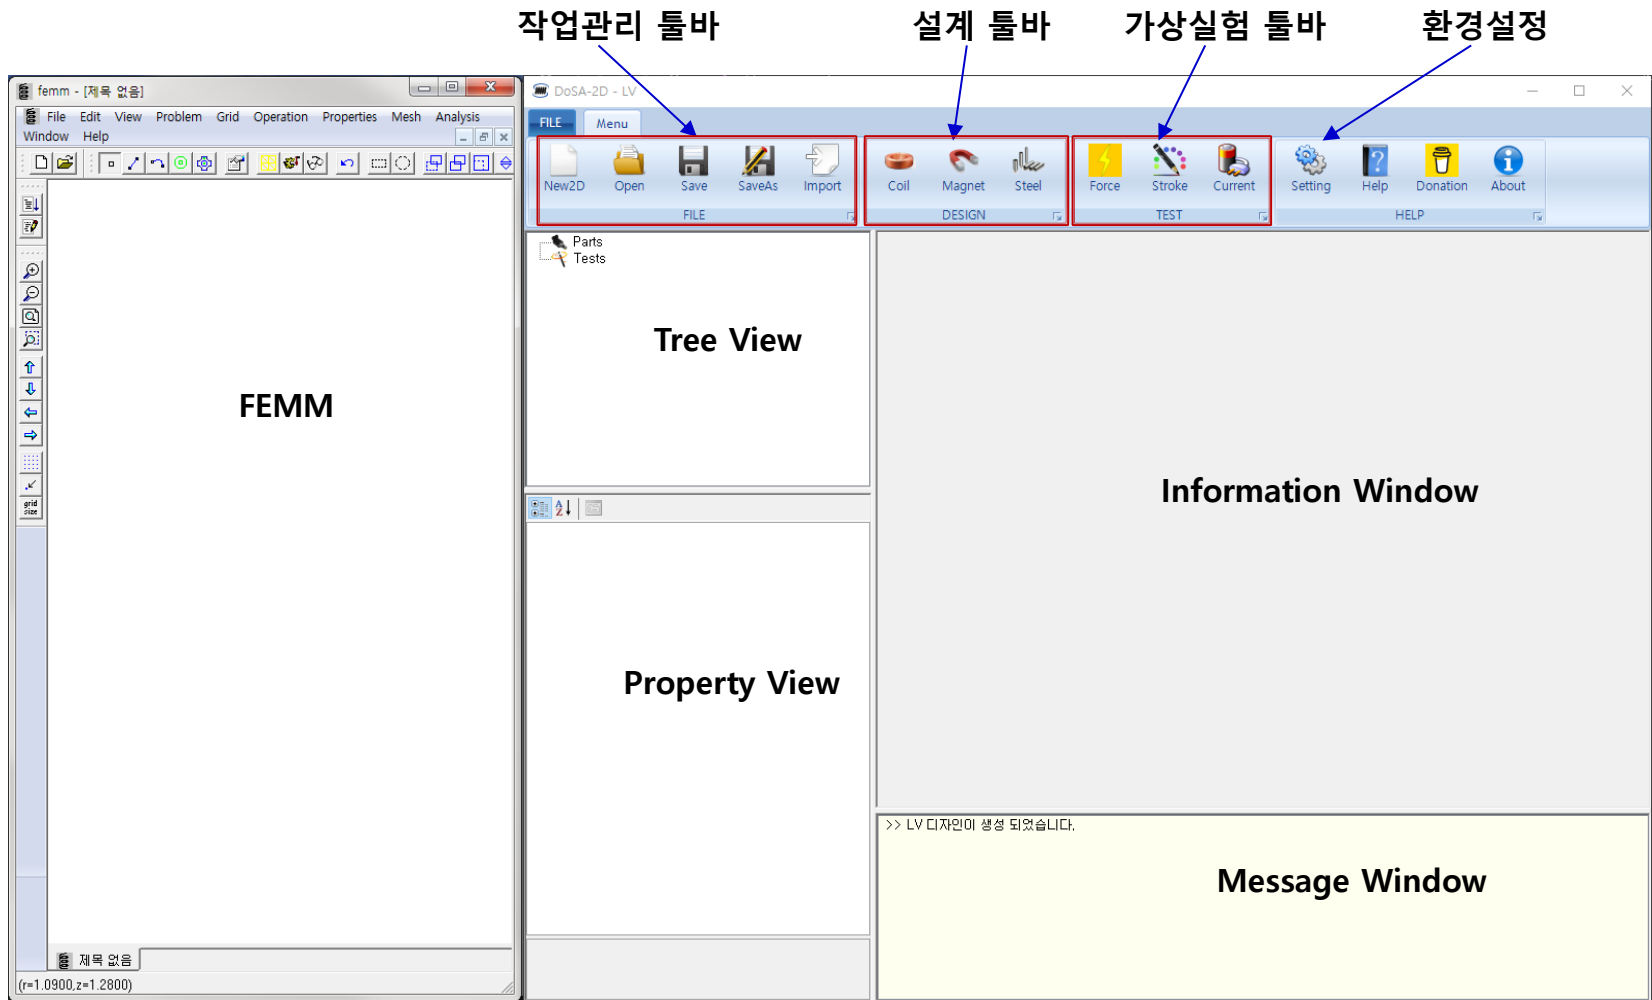 작업관리 툴바
설계 툴바
가상실험 툴바
환경설정
femm - [제목 없음]
File Edit View Problem Grid Operation Properties Mesh Analysis
Window Help
grid
size
FEMM
제목 없음
(r=1.0900,z=1.2800)
DoSA-2D - LV
FILE Menu
New2D Open Save SaveAs Import
FILE
Coil Magnet Steel
DESIGN
Force Stroke Current
TEST
Setting Help Donation About
HELP
Parts
Tests
Tree View
Property View
Information Window
>> LV 디자인이 생성 되었습니다.
Message Window